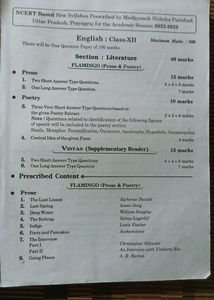 NCERT Based New Syllabus Prescribed by Madhyamik Shiksha Parishad,
Uttar Pradesh, Prayagraj for the Academic Session 2022-2023
English : Class-XII
Maximum Marks : 100
There will be One Question Paper of 100 marks.
Section : Literature 40 marks
FLAMINGO (Prose & Poetry)
Prose 15 marks
5. Two Short Answer Type Questions. 4 + 4 = 8 marks
6. One Long Answer Type Question. 7 marks
Poetry 10 marks
3. Three Very Short Answer Type Questions based on
the given Poetry Extract. 3 × 2 = 6 marks
Note : Questions related to identification of the following figures
of speech will be included in the poetry section.
Simile, Metaphor, Personification, Oxymoron, Apostrophe, Hyperbole, Onomatopoeia.
4. Central Idea of the given Poem 4 marks
VISTAS (Supplementary Reader) 15 marks
5. Two Short Answer Type Questions 4 + 4 = 8 marks
6. One Long Answer Type Question 7 marks
Prescribed Content
FLAMINGO (Prose & Poetry)
Prose
1. The Last Lesson Alphonse Daudet
2. Lost Spring Anees Jung
3. Deep Water William Douglas
4. The Rattrap Selma Lagerlof
5. Indigo Louis Fischer
6. Poets and Pancakes Asokamitran
7. The Interview
Part I Christopher Silvester
Part II An Interview with Umberto Eco
8. Going Places A. R. Barton